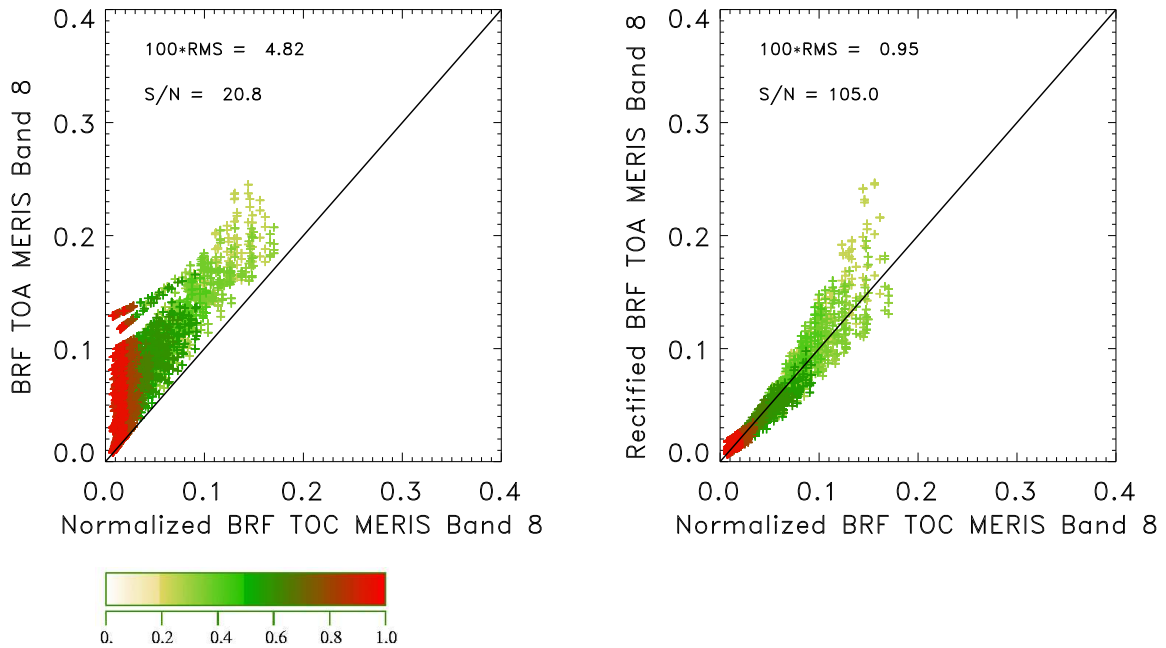 0.4
0.3
0.2
0.1
0.0
BRF TOA MERIS Band 8
100*RMS = 4.82
S/N = 20.8
0.0 0.1 0.2 0.3 0.4
Normalized BRF TOC MERIS Band 8
0.4
0.3
0.2
0.1
0.0
Rectified BRF TOA MERIS Band 8
100*RMS = 0.95
S/N = 105.0
0.0 0.1 0.2 0.3 0.4
Normalized BRF TOC MERIS Band 8
0. 0.2 0.4 0.6 0.8 1.0